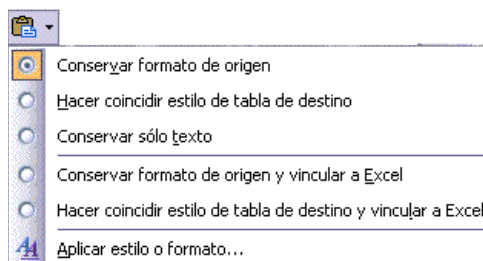 Conservar formato de origen
Hacer coincidir estilo de tabla de destino
Conservar sólo texto
Conservar formato de origen y vincular a Excel
Hacer coincidir estilo de tabla de destino y vincular a Excel
Aplicar estilo o formato...